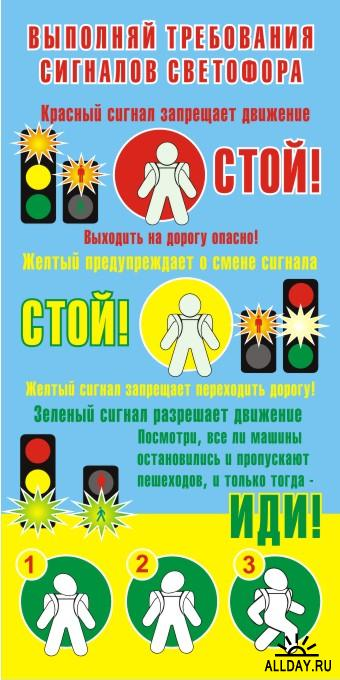 ВЫПОЛНЯЙ ТРЕБОВАНИЯ
СИГНАЛОВ СВЕТОФОРА
Красный сигнал запрещает движение
СТОЙ!
Выходить на дорогу опасно!
Желтый предупреждает о смене сигнала
СТОЙ!
Желтый сигнал запрещает переходить дорогу!
Зеленый сигнал разрешает движение
Посмотри, все ли машины
остановились и пропускают
пешеходов, и только тогда -
ИДИ!
1
2
3
ALLDAY.RU